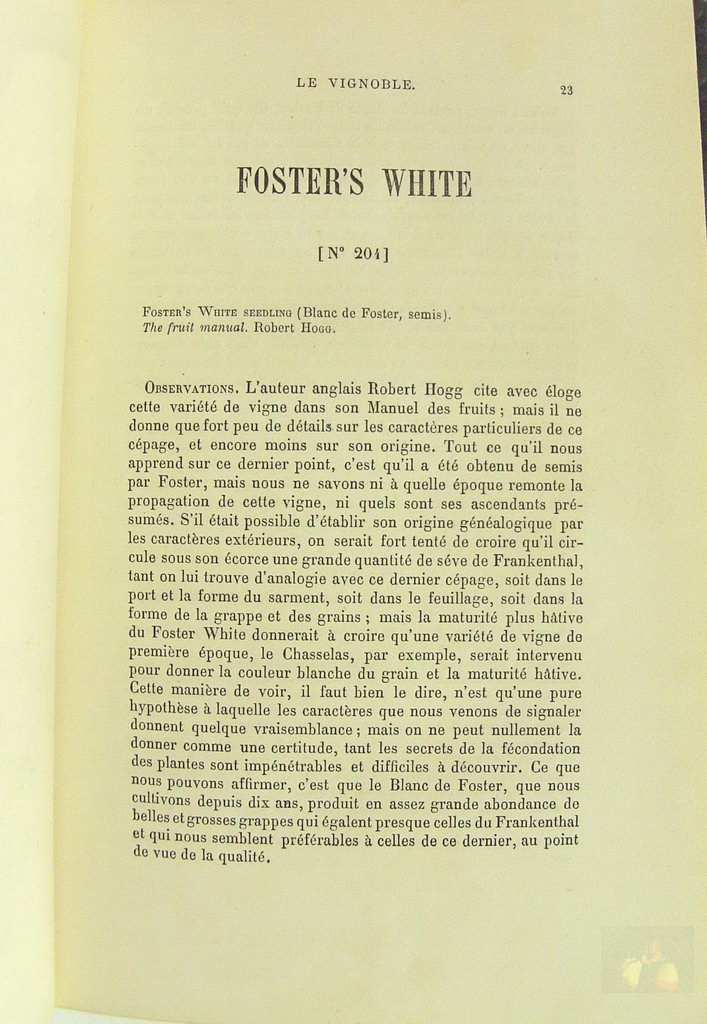 LE VIGNOBLE.
23
FOSTER'S WHITE
[N° 204]
FOSTER'S WHITE SEEDLING (Blanc de Foster, semis).
The fruit manual. Robert HOGG.
OBSERVATIONS. L'auteur anglais Robert Hogg cite avec éloge
cette variété de vigne dans son Manuel des fruits ; mais il ne
donne que fort peu de détails sur les caractères particuliers de ce
cépage, et encore moins sur son origine. Tout ce qu'il nous
apprend sur ce dernier point, c'est qu'il a été obtenu de semis
par Foster, mais nous ne savons ni à quelle époque remonte la
propagation de cette vigne, ni quels sont ses ascendants pré-
sumés. S'il était possible d'établir son origine généalogique par
les caractères extérieurs, on serait fort tenté de croire qu'il cir-
cule sous son écorce une grande quantité de séve de Frankenthal,
tant on lui trouve d'analogie avec ce dernier cépage, soit dans le
port et la forme du sarment, soit dans le feuillage, soit dans la
forme de la grappe et des grains ; mais la maturité plus hâtive
du Foster White donnerait à croire qu'une variété de vigne de
première époque, le Chasselas, par exemple, serait intervenu
pour donner la couleur blanche du grain et la maturité hâtive.
Cette manière de voir, il faut bien le dire, n'est qu'une pure
hypothèse à laquelle les caractères que nous venons de signaler
donnent quelque vraisemblance ; mais on ne peut nullement la
donner comme une certitude, tant les secrets de la fécondation
des plantes sont impénétrables et difficiles à découvrir. Ce que
nous pouvons affirmer, c'est que le Blanc de Foster, que nous
cultivons depuis dix ans, produit en assez grande abondance de
belles et grosses grappes qui égalent presque celles du Frankenthal
et qui nous semblent préférables à celles de ce dernier, au point
de vue de la qualité.